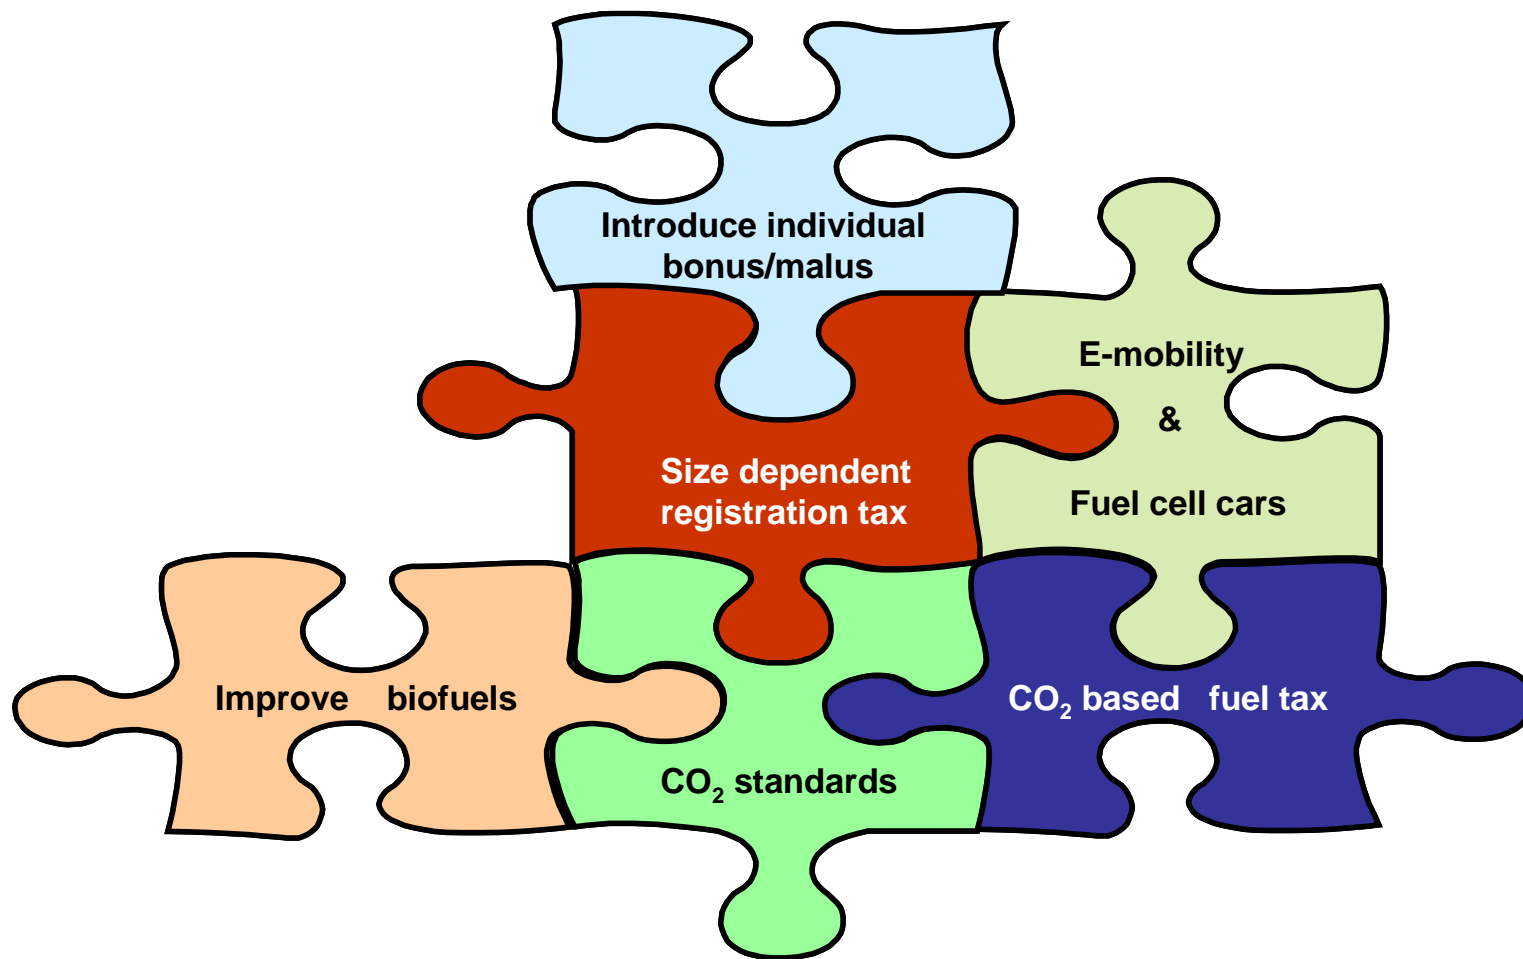 Introduce individual
bonus/malus
E-mobility
&
Fuel cell cars
Size dependent
registration tax
Improve biofuels
CO₂ based fuel tax
CO₂ standards